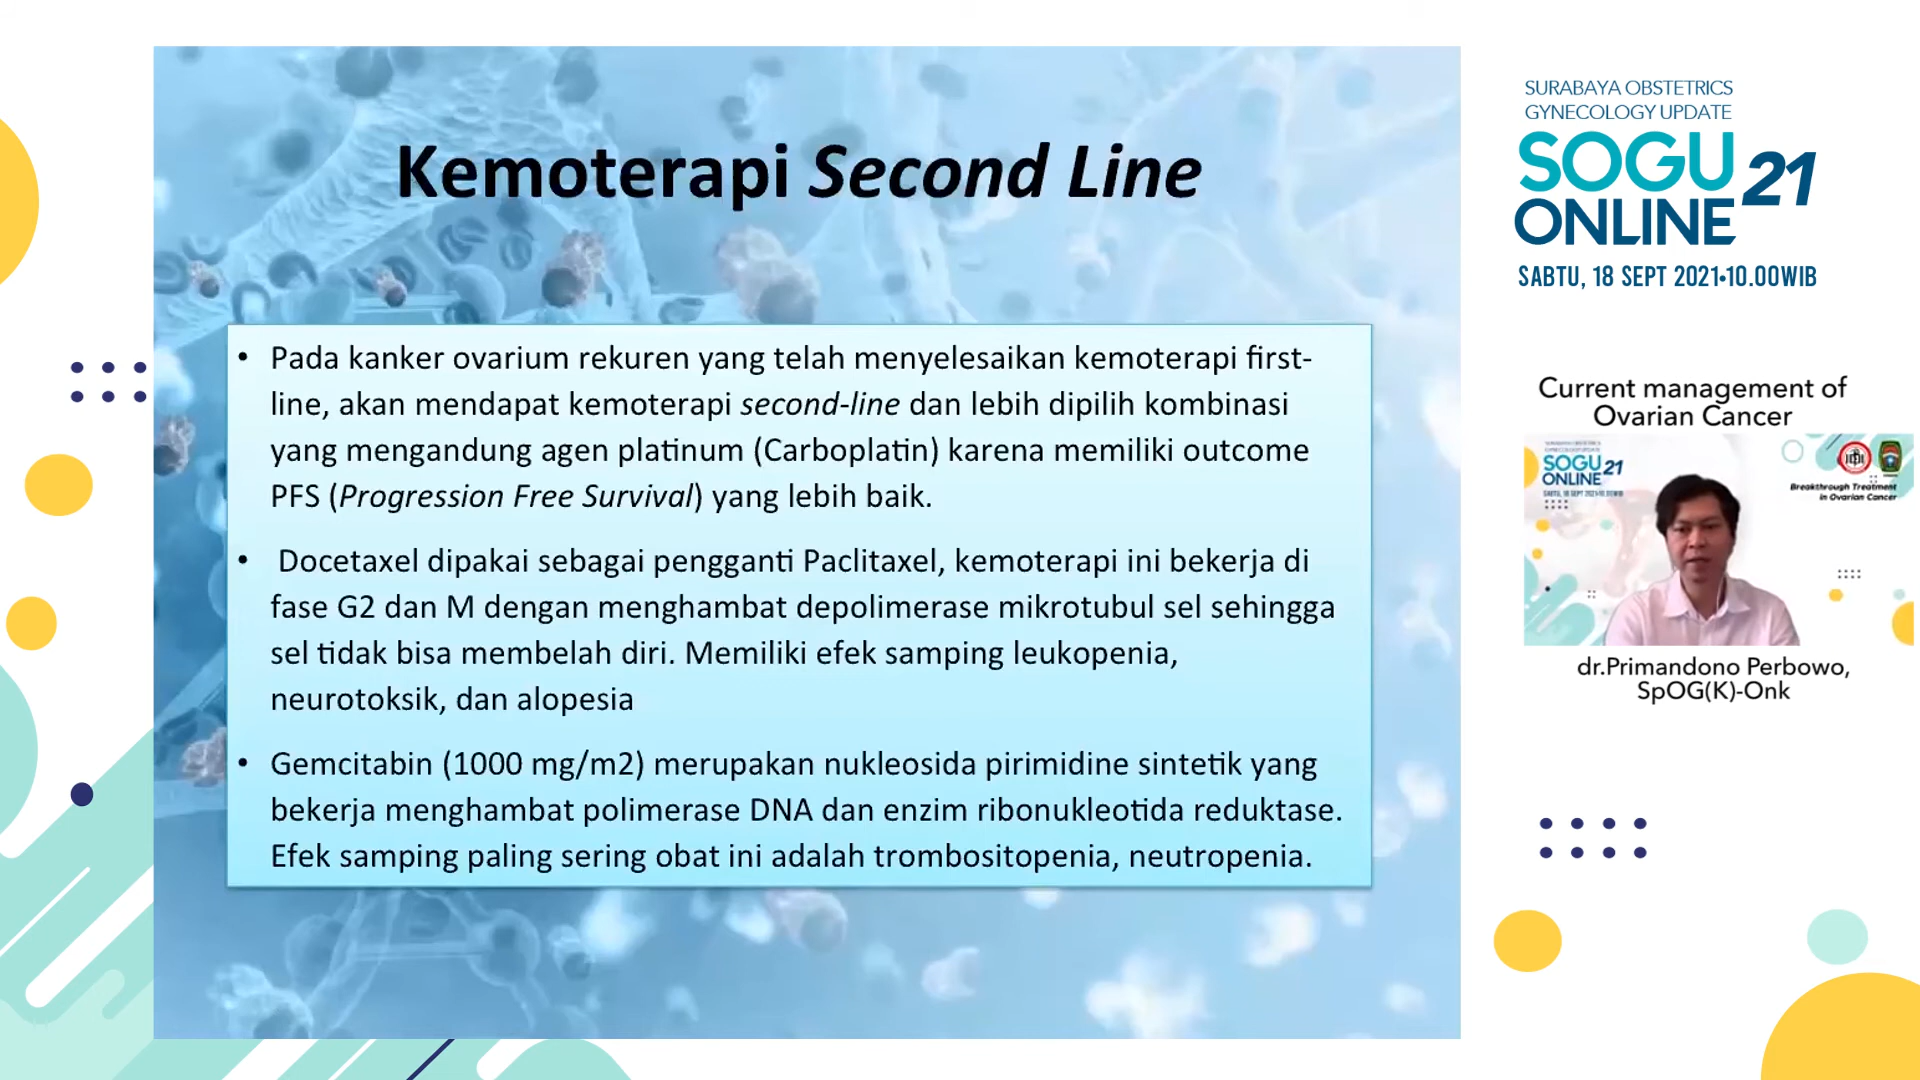 Kemoterapi Second Line
• Pada kanker ovarium rekuren yang telah menyelesaikan kemoterapi first-
line, akan mendapat kemoterapi second-line dan lebih dipilih kombinasi
yang mengandung agen platinum (Carboplatin) karena memiliki outcome
PFS (Progression Free Survival) yang lebih baik.
• Docetaxel dipakai sebagai pengganti Paclitaxel, kemoterapi ini bekerja di
fase G2 dan M dengan menghambat depolimerase mikrotubul sel sehingga
sel tidak bisa membelah diri. Memiliki efek samping leukopenia,
neurotoksik, dan alopesia
• Gemcitabin (1000 mg/m2) merupakan nukleosida pirimidine sintetik yang
bekerja menghambat polimerase DNA dan enzim ribonukleotida reduktase.
Efek samping paling sering obat ini adalah trombositopenia, neutropenia.
SURABAYA OBSTETRICS
GYNECOLOGY UPDATE
SOGU 21
ONLINE
SABTU, 18 SEPT 2021•10.00WIB
Current management of
Ovarian Cancer
SOGU 21
ONLINE
Breakthrough Treatment
in Ovarian Cancer
dr.Primandono Perbowo,
SpOG(K)-Onk